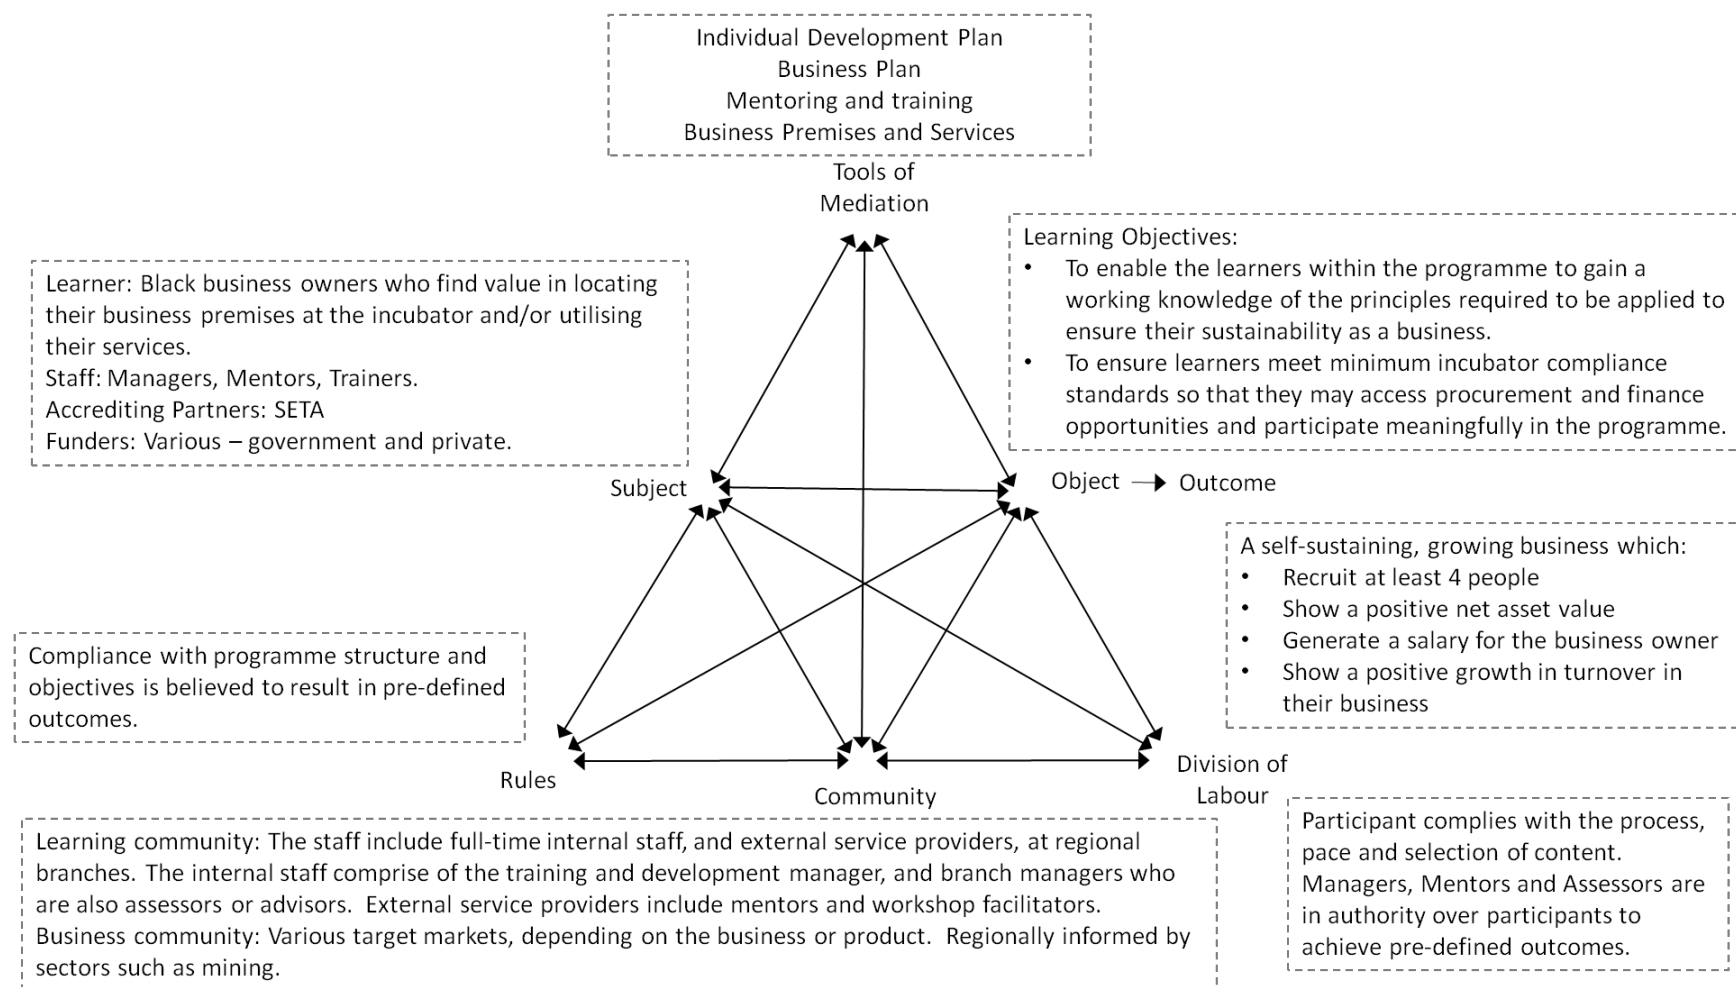 Individual Development Plan
Business Plan
Mentoring and training
Business Premises and Services
Tools of
Mediation
Learner: Black business owners who find value in locating
their business premises at the incubator and/or utilising
their services.
Staff: Managers, Mentors, Trainers.
Accrediting Partners: SETA
Funders: Various – government and private.
Learning Objectives:
• To enable the learners within the programme to gain a
working knowledge of the principles required to be applied to
ensure their sustainability as a business.
• To ensure learners meet minimum incubator compliance
standards so that they may access procurement and finance
opportunities and participate meaningfully in the programme.
Subject
Object
Outcome
A self-sustaining, growing business which:
• Recruit at least 4 people
• Show a positive net asset value
• Generate a salary for the business owner
• Show a positive growth in turnover in
their business
Compliance with programme structure and
objectives is believed to result in pre-defined
outcomes.
Rules
Community
Division of
Labour
Learning community: The staff include full-time internal staff, and external service providers, at regional
branches. The internal staff comprise of the training and development manager, and branch managers who
are also assessors or advisors. External service providers include mentors and workshop facilitators.
Business community: Various target markets, depending on the business or product. Regionally informed by
sectors such as mining.
Participant complies with the process,
pace and selection of content.
Managers, Mentors and Assessors are
in authority over participants to
achieve pre-defined outcomes.